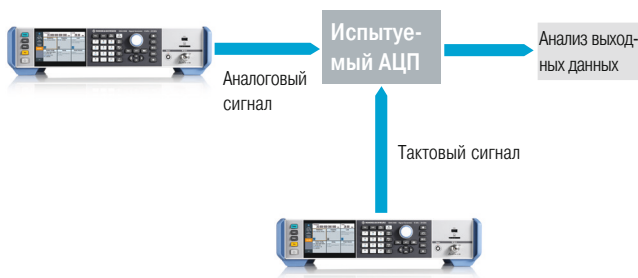 Испытуе-
мый АЦП
Анализ выход-
ных данных
Аналоговый
сигнал
Тактовый сигнал